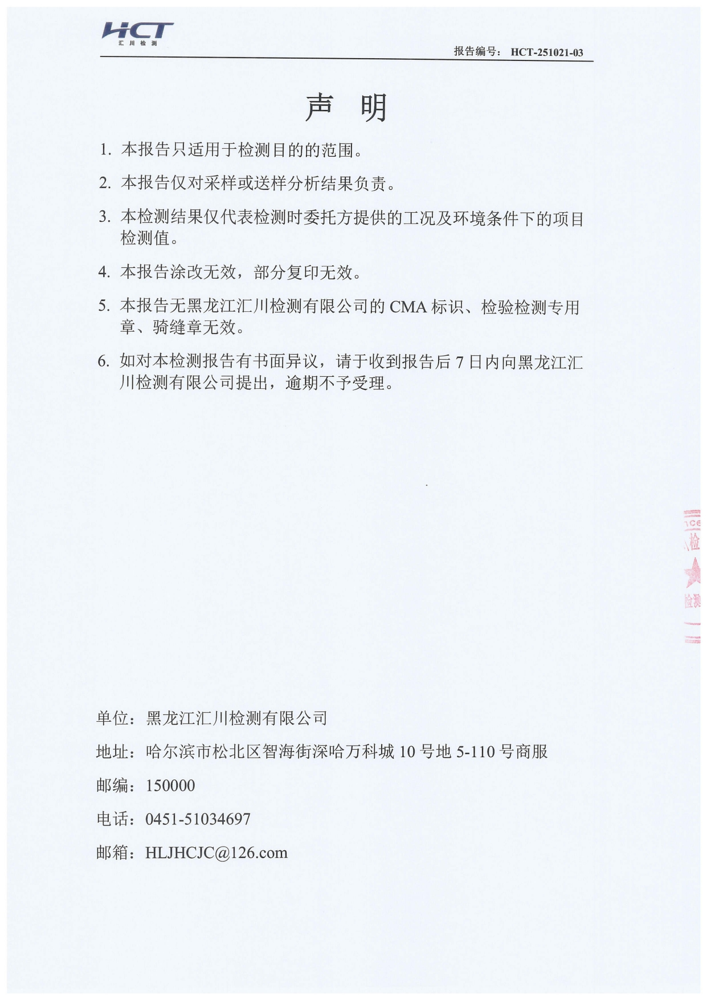 HCT
汇川检测
报告编号： HCT-251021-03
声 明
1. 本报告只适用于检测目的的范围。
2. 本报告仅对采样或送样分析结果负责。
3. 本检测结果仅代表检测时委托方提供的工况及环境条件下的项目
检测值。
4. 本报告涂改无效，部分复印无效。
5. 本报告无黑龙江汇川检测有限公司的 CMA 标识、检验检测专用
章、骑缝章无效。
6. 如对本检测报告有书面异议，请于收到报告后 7 日内向黑龙江汇
川检测有限公司提出，逾期不予受理。
检
检测
单位：黑龙江汇川检测有限公司
地址：哈尔滨市松北区智海街深哈万科城 10 号地 5-110 号商服
邮编：150000
电话：0451-51034697
邮箱：HLJHCJC@126.com